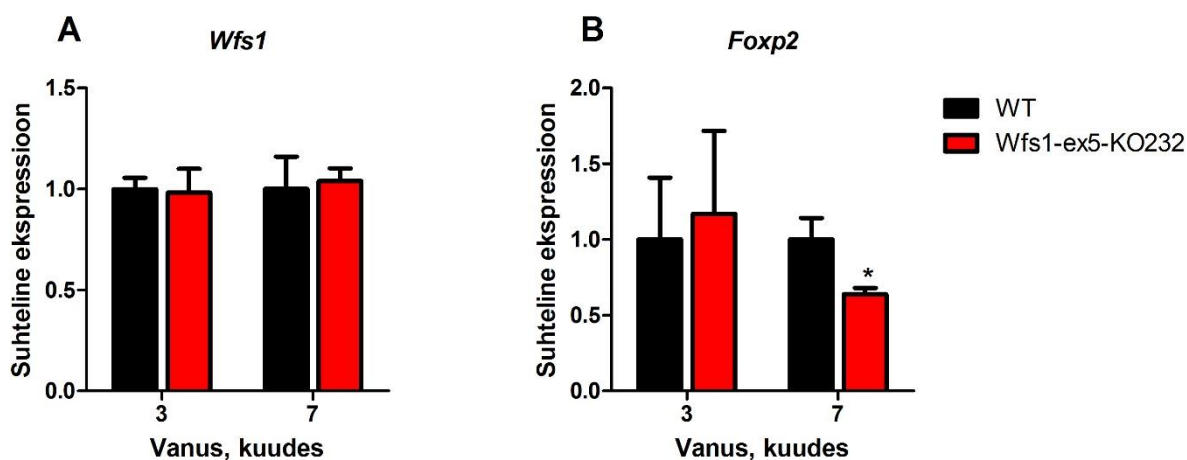 A
Wfs1
Suhteline ekspressioon
1.5
1.0
0.5
0.0
3
7
Vanus, kuudes
B
Foxp2
Suhteline ekspressioon
2.0
1.5
1.0
0.5
0.0
*
3
7
Vanus, kuudes
WT
Wfs1-ex5-KO232